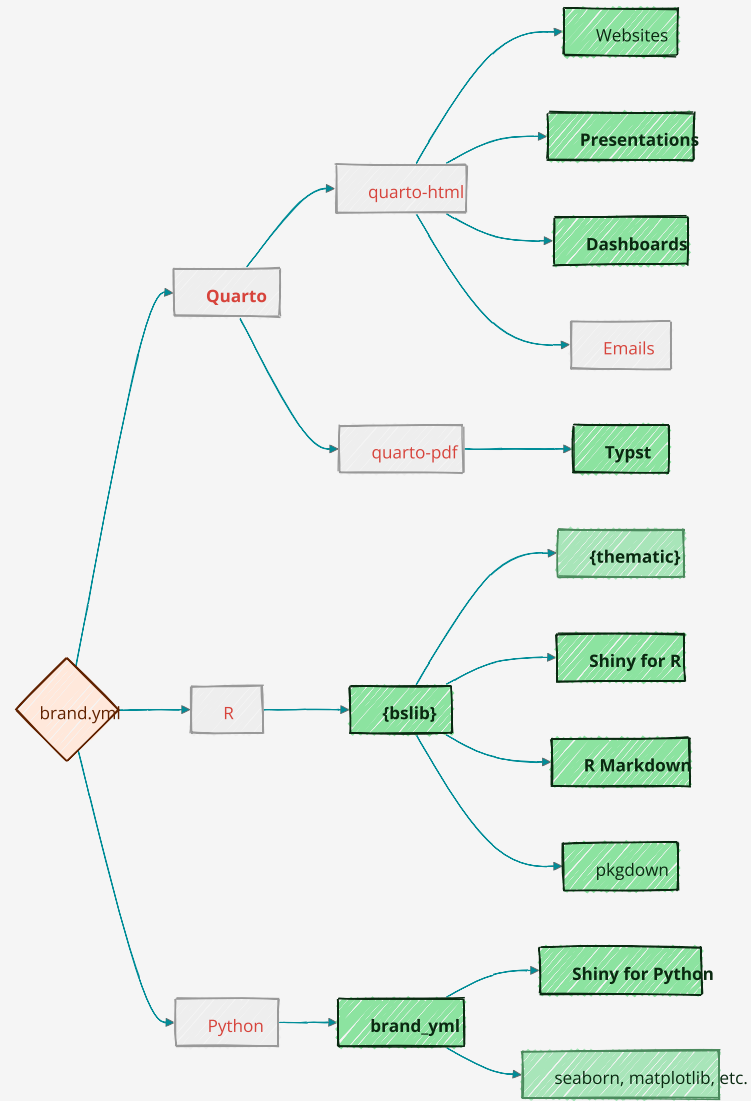 Websites
Presentations
quarto-html
Dashboards
Quarto
Emails
quarto-pdf
Typst
{thematic}
Shiny for R
brand.yml
R
{bslib}
R Markdown
pkgdown
Shiny for Python
Python
brand_yml
seaborn, matplotlib, etc.